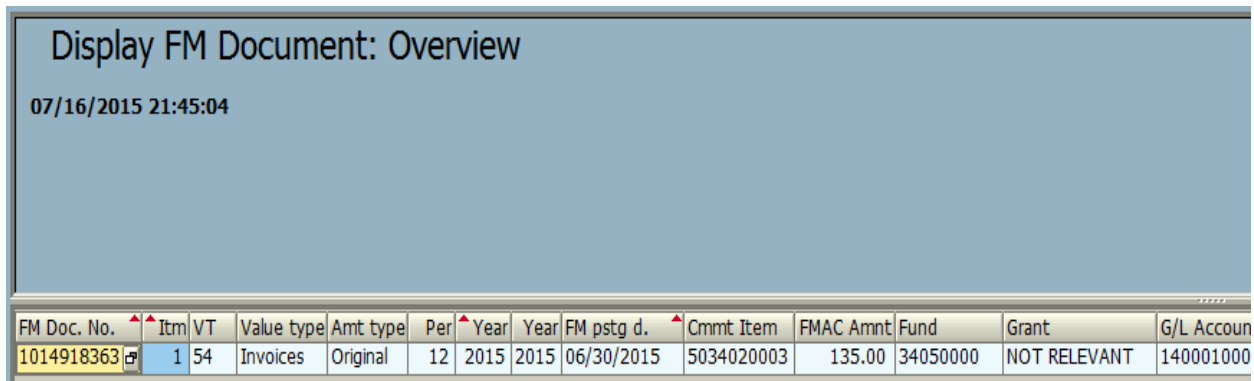 Display FM Document: Overview
07/16/2015 21:45:04
FM Doc. No. Itm VT Value type Amt type Per Year Year FM pstg d. Cmmt Item FMAC Amnt Fund Grant G/L Accoun
1014918363 1 54 Invoices Original 12 2015 2015 06/30/2015 5034020003 135.00 34050000 NOT RELEVANT 140001000